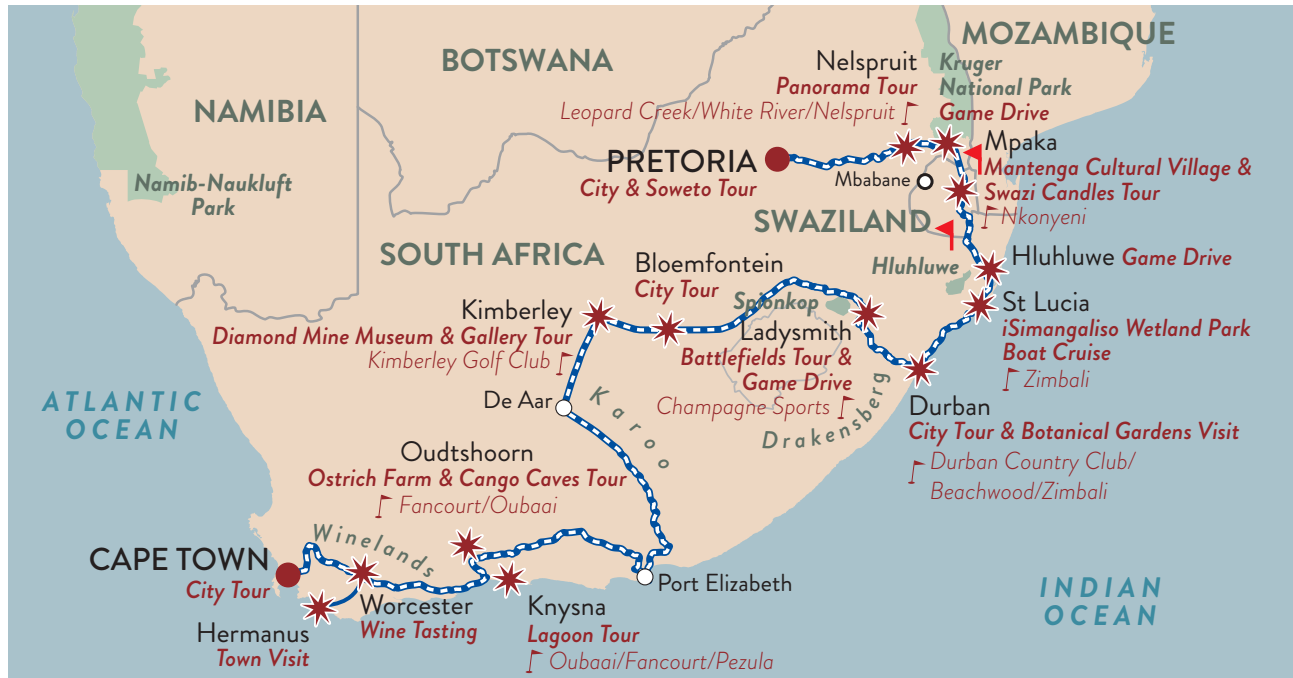 MOZAMBIQUE
BOTSWANA
NAMIBIA
Namib-Naukluft
Park
Nelspruit
Panorama Tour
Leopard Creek/White River/Nelspruit
Kruger
National Park
Game Drive
PRETORIA
City & Soweto Tour
Mbabane
Mpaka
Mantenga Cultural Village &
Swazi Candles Tour
Nkonyeni
SWAZILAND
SOUTH AFRICA
Hluhluwe
Hluhluwe Game Drive
Bloemfontein
City Tour
Spionkop
St Lucia
iSimangaliso Wetland Park
Boat Cruise
Zimbali
Kimberley
Diamond Mine Museum & Gallery Tour
Kimberley Golf Club
Ladysmith
Battlefields Tour &
Game Drive
Champagne Sports
De Aar
Karoo
Drakensberg
Durban
City Tour & Botanical Gardens Visit
Durban Country Club/
Beachwood/Zimbali
ATLANTIC
OCEAN
Oudtshoorn
Ostrich Farm & Cango Caves Tour
Fancourt/Oubaai
Winelands
CAPE TOWN
City Tour
Worcester
Wine Tasting
Hermanus
Town Visit
Knysna
Lagoon Tour
Oubaai/Fancourt/Pezula
Port Elizabeth
INDIAN
OCEAN